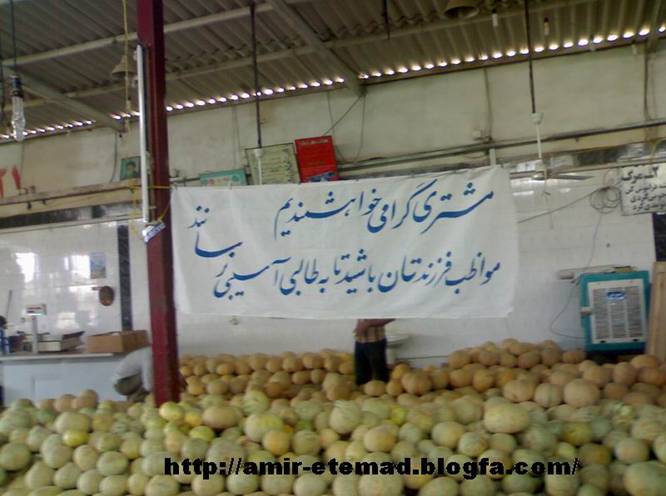 مشتری گرامی خواهشمندیم
مواظب فرزندتان باشید تا به طالبی آسیبی نرسانند
http://amir-etemad.blogfa.com/